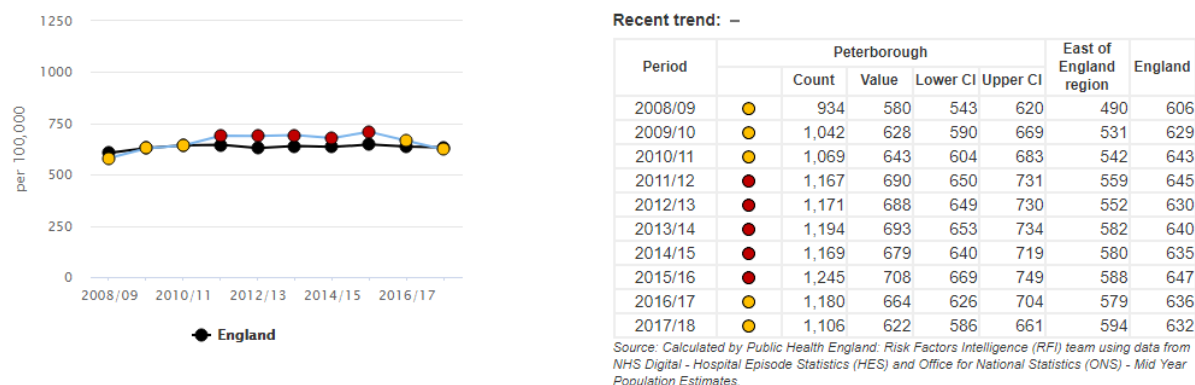 1250
1000
750
500
250
0
per 100,000
2008/09 2010/11 2012/13 2014/15 2016/17
England
Recent trend: –
Period Peterborough East of England region England
Count Value Lower CI Upper CI
2008/09 934 580 543 620 490 606
2009/10 1,042 628 590 669 531 629
2010/11 1,069 643 604 683 542 643
2011/12 1,167 690 650 731 559 645
2012/13 1,171 688 649 730 552 630
2013/14 1,194 693 653 734 582 640
2014/15 1,169 679 640 719 580 635
2015/16 1,245 708 669 749 588 647
2016/17 1,180 664 626 704 579 636
2017/18 1,106 622 586 661 594 632
Source: Calculated by Public Health England: Risk Factors Intelligence (RFI) team using data from
NHS Digital - Hospital Episode Statistics (HES) and Office for National Statistics (ONS) - Mid Year
Population Estimates.